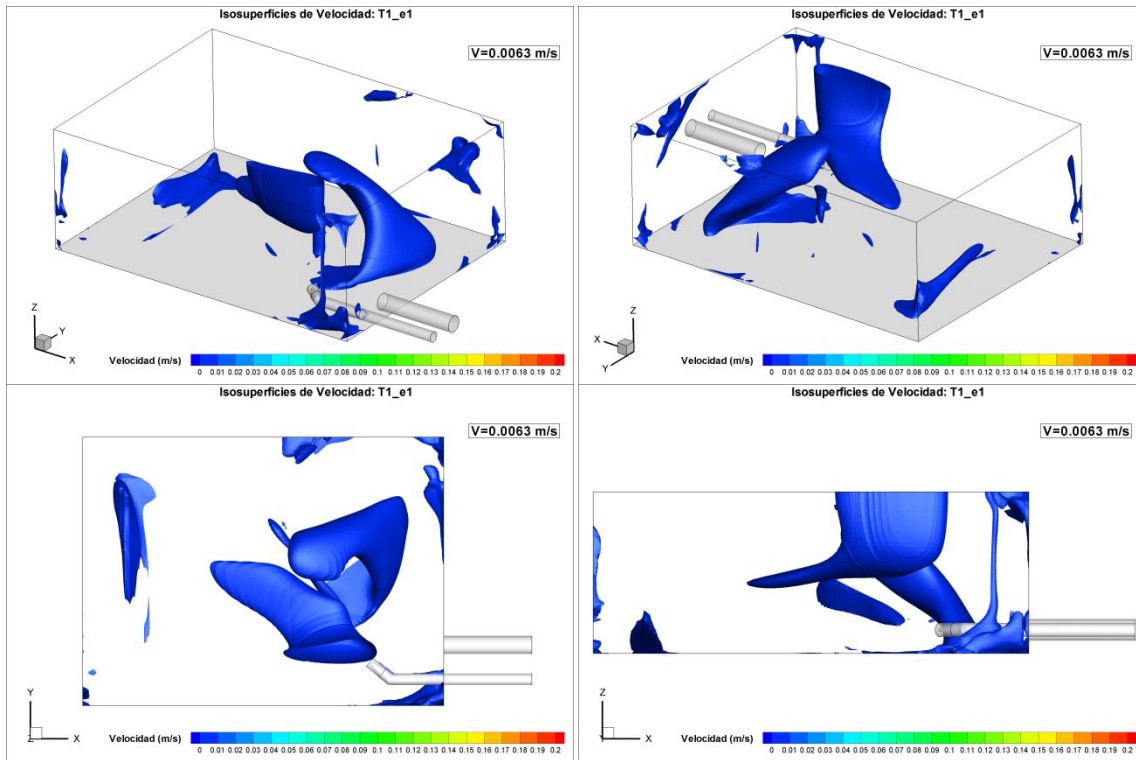 Isosuperficies de Velocidad: T1_e1
V=0.0063 m/s
Z
Y
X
Velocidad (m/s)
0 0.01 0.02 0.03 0.04 0.05 0.06 0.07 0.08 0.09 0.1 0.11 0.12 0.13 0.14 0.15 0.16 0.17 0.18 0.19 0.2
Isosuperficies de Velocidad: T1_e1
V=0.0063 m/s
Z
X
Y
Velocidad (m/s)
0 0.01 0.02 0.03 0.04 0.05 0.06 0.07 0.08 0.09 0.1 0.11 0.12 0.13 0.14 0.15 0.16 0.17 0.18 0.19 0.2
Isosuperficies de Velocidad: T1_e1
V=0.0063 m/s
Y
Z
X
Velocidad (m/s)
0 0.01 0.02 0.03 0.04 0.05 0.06 0.07 0.08 0.09 0.1 0.11 0.12 0.13 0.14 0.15 0.16 0.17 0.18 0.19 0.2
Isosuperficies de Velocidad: T1_e1
V=0.0063 m/s
Z
Y
X
Velocidad (m/s)
0 0.01 0.02 0.03 0.04 0.05 0.06 0.07 0.08 0.09 0.1 0.11 0.12 0.13 0.14 0.15 0.16 0.17 0.18 0.19 0.2